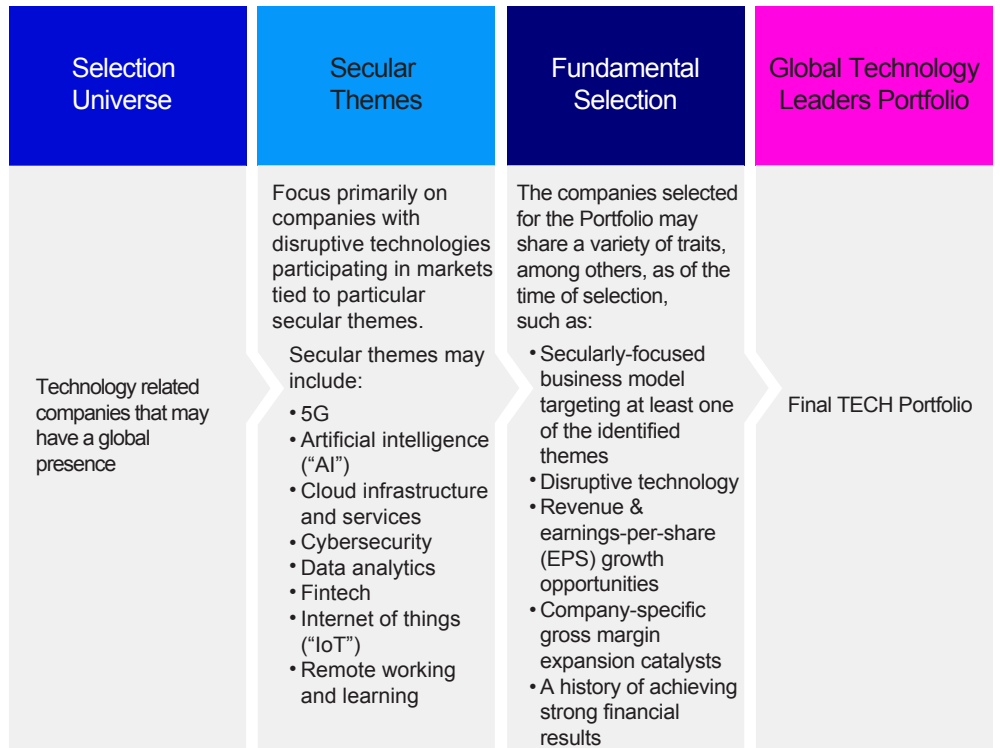 Selection
Universe
Secular
Themes
Fundamental
Selection
Global Technology
Leaders Portfolio
Technology related
companies that may
have a global
presence
Focus primarily on
companies with
disruptive technologies
participating in markets
tied to particular
secular themes.
Secular themes may
include:
• 5G
• Artificial intelligence
(“AI”)
• Cloud infrastructure
and services
• Cybersecurity
• Data analytics
• Fintech
• Internet of things
(“IoT”)
• Remote working
and learning
The companies selected
for the Portfolio may
share a variety of traits,
among others, as of the
time of selection,
such as:
• Secularly-focused
business model
targeting at least one
of the identified
themes
• Disruptive technology
• Revenue &
earnings-per-share
(EPS) growth
opportunities
• Company-specific
gross margin
expansion catalysts
• A history of achieving
strong financial
results
Final TECH Portfolio